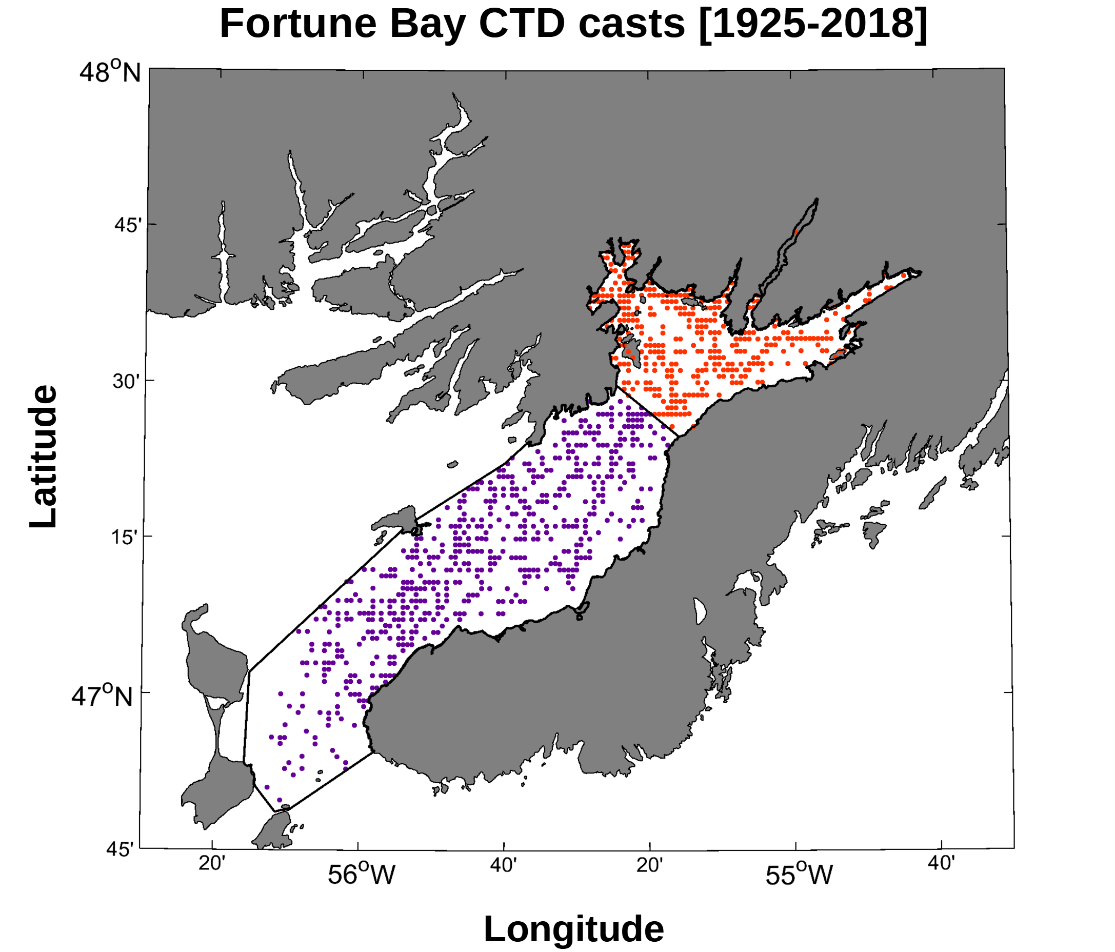 Fortune Bay CTD casts [1925-2018]
48°N
45'
30'
15'
47°N
45'
20' 56°W 40' 20' 55°W 40'
Latitude
Longitude